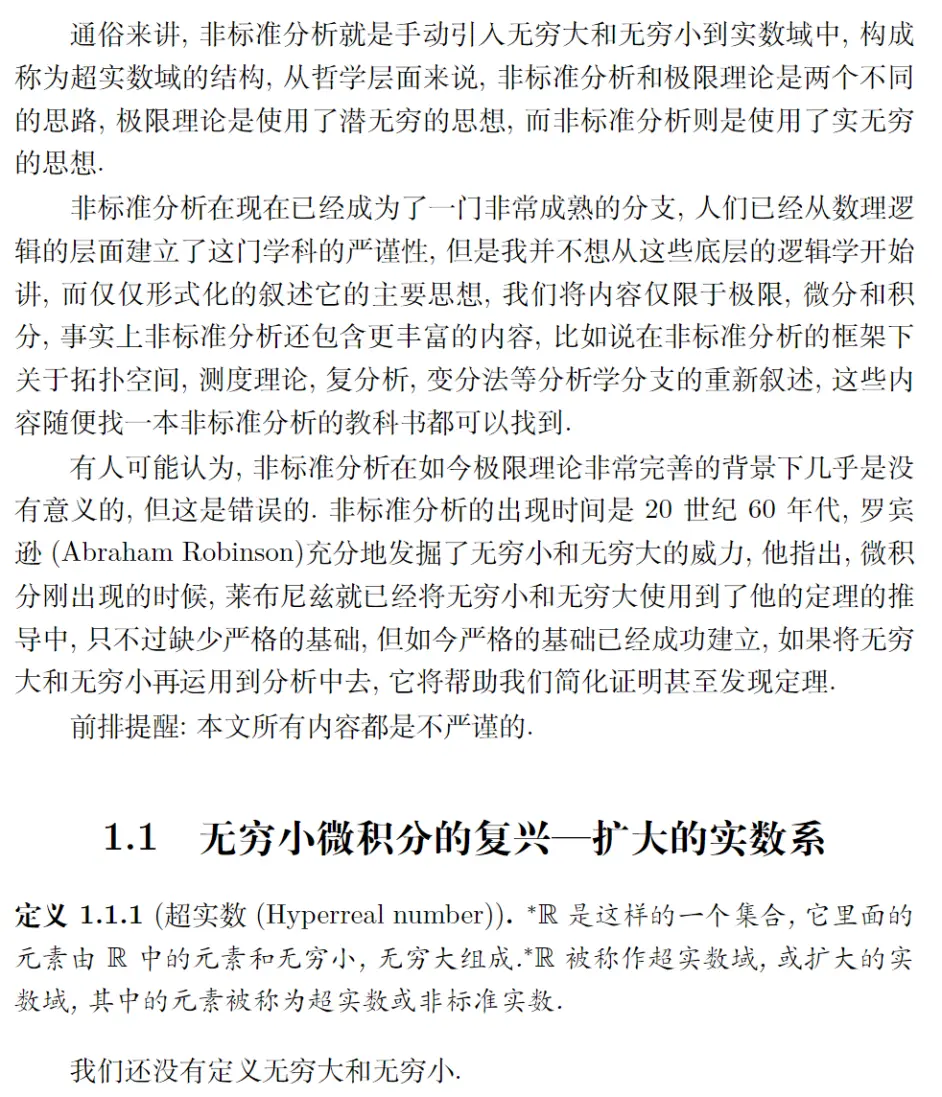 通俗来讲, 非标准分析就是手动引入无穷大和无穷小到实数域中, 构成
称为超实数域的结构, 从哲学层面来说, 非标准分析和极限理论是两个不同
的思路, 极限理论是使用了潜无穷的思想, 而非标准分析则是使用了实无穷
的思想.
非标准分析在现在已经成为了一门非常成熟的分支, 人们已经从数理逻
辑的层面建立了这门学科的严谨性, 但是我并不想从这些底层的逻辑学开始
讲, 而仅仅形式化的叙述它的主要思想, 我们将内容仅限于极限, 微分和积
分, 事实上非标准分析还包含更丰富的内容, 比如说在非标准分析的框架下
关于拓扑空间, 测度理论, 复分析, 变分法等分析学分支的重新叙述, 这些内
容随便找一本非标准分析的教科书都可以找到.
有人可能认为, 非标准分析在如今极限理论非常完善的背景下几乎是没
有意义的, 但这是错误的. 非标准分析的出现时间是 20 世纪 60 年代, 罗宾
逊 (Abraham Robinson)充分地发掘了无穷小和无穷大的威力, 他指出, 微积
分刚出现的时候, 莱布尼兹就已经将无穷小和无穷大使用到了他的定理的推
导中, 只不过缺少严格的基础, 但如今严格的基础已经成功建立, 如果将无穷
大和无穷小再运用到分析中去, 它将帮助我们简化证明甚至发现定理.
前排提醒: 本文所有内容都是不严谨的.
1.1 无穷小微积分的复兴—扩大的实数系
定义 1.1.1 (超实数 (Hyperreal number)). *ℝ 是这样的一个集合, 它里面的
元素由 ℝ 中的元素和无穷小, 无穷大组成.*ℝ 被称作超实数域, 或扩大的实
数域, 其中的元素被称为超实数或非标准实数.
我们还没有定义无穷大和无穷小.